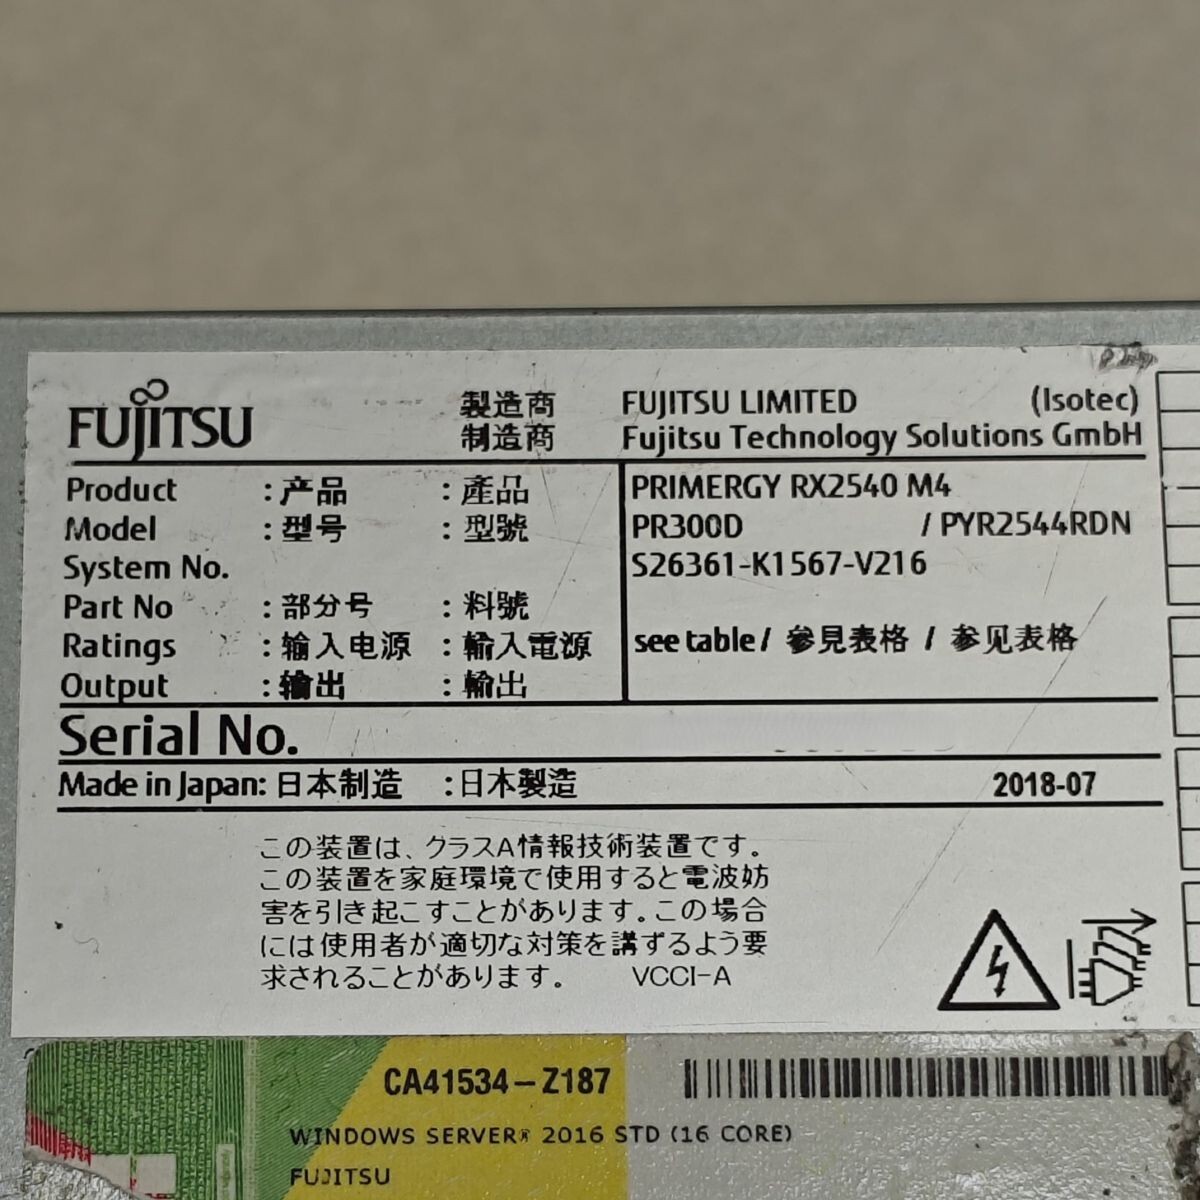 FUJITSU 製造商 FUJITSU LIMITED (Isotec)
制造商 Fujitsu Technology Solutions GmbH
Product :产品 :產品 PRIMERGY RX2540 M4
Model :型号 :型號 PR300D / PYR2544RDN
System No. S26361-K1567-V216
Part No :部分号 :料號
Ratings :输入电源 :輸入電源 see table / 參見表格 / 参见表格
Output :输出 :輸出
Serial No.
Made in Japan: 日本制造 :日本製造 2018-07
この装置は、クラスA情報技術装置です。
この装置を家庭環境で使用すると電波妨
害を引き起こすことがあります。この場合
には使用者が適切な対策を講ずるよう要
求されることがあります。 VCCI-A
CA41534-Z187
WINDOWS SERVER® 2016 STD (16 CORE)
FUJITSU